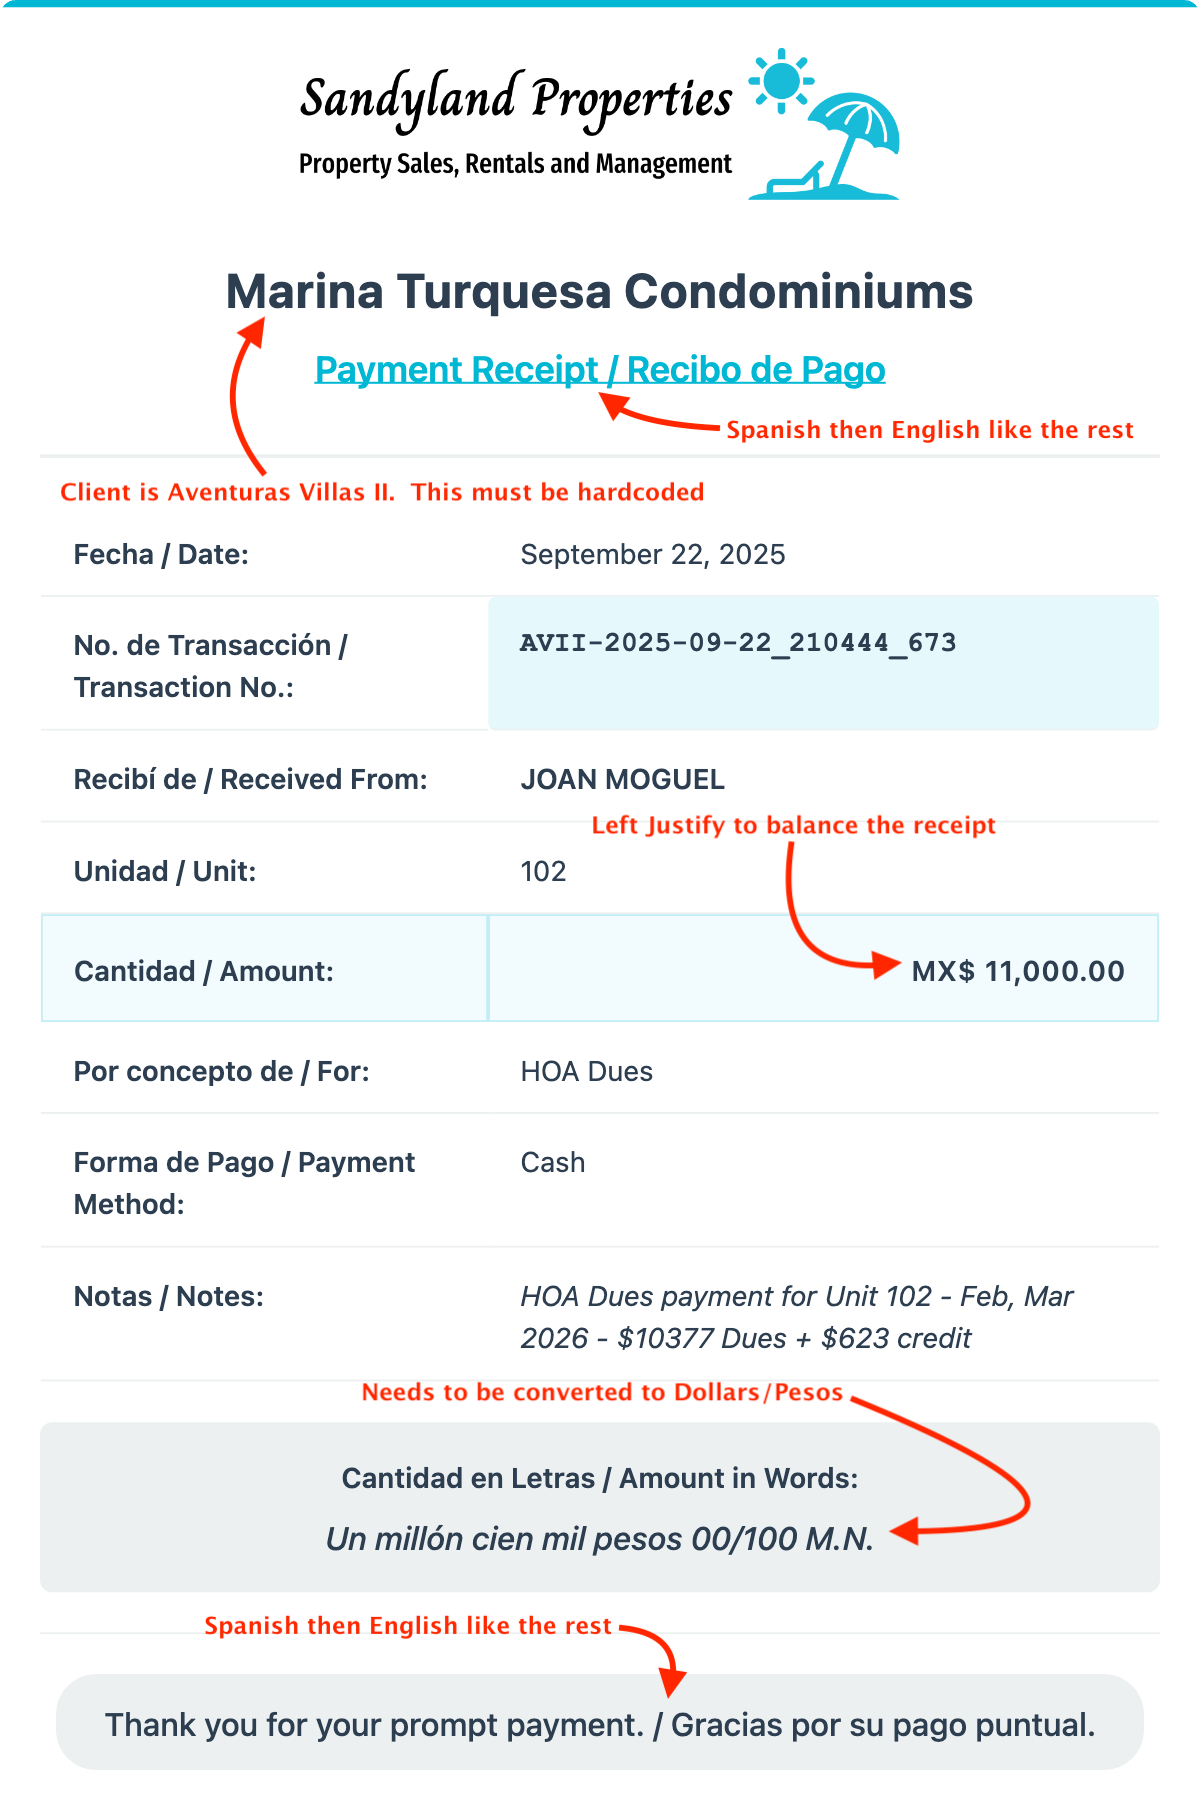 Sandyland Properties
Property Sales, Rentals and Management
Marina Turquesa Condominiums
Payment Receipt / Recibo de Pago
Spanish then English like the rest
Client is Aventuras Villas II.  This must be hardcoded
Fecha / Date:
September 22, 2025
No. de Transacción /
Transaction No.:
AVII-2025-09-22_210444_673
Recibí de / Received From:
JOAN MOGUEL
Left Justify to balance the receipt
Unidad / Unit:
102
Cantidad / Amount:
MX$ 11,000.00
Por concepto de / For:
HOA Dues
Forma de Pago / Payment
Method:
Cash
Notas / Notes:
HOA Dues payment for Unit 102 - Feb, Mar
2026 - $10377 Dues + $623 credit
Needs to be converted to Dollars/Pesos
Cantidad en Letras / Amount in Words:
Un millón cien mil pesos 00/100 M.N.
Spanish then English like the rest
Thank you for your prompt payment. / Gracias por su pago puntual.